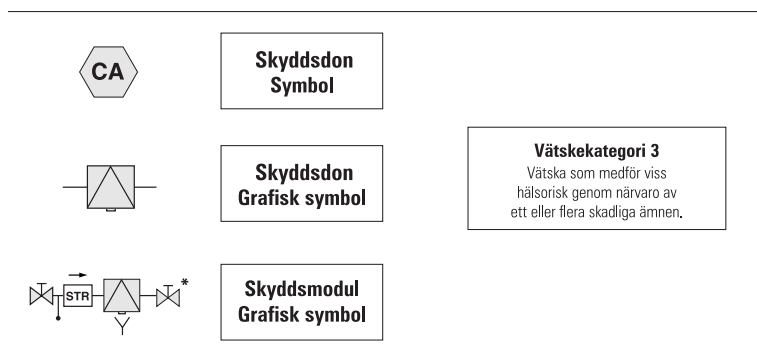 CA
Skyddsdon
Symbol
Skyddsdon
Grafisk symbol
Vätskekategori 3
Vätska som medför viss
hälsorisk genom närvaro av
ett eller flera skadliga ämnen.
STR
*
Skyddsmodul
Grafisk symbol